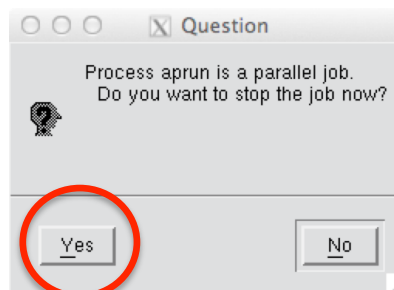 Question
Process aprun is a parallel job.
Do you want to stop the job now?
Yes
No